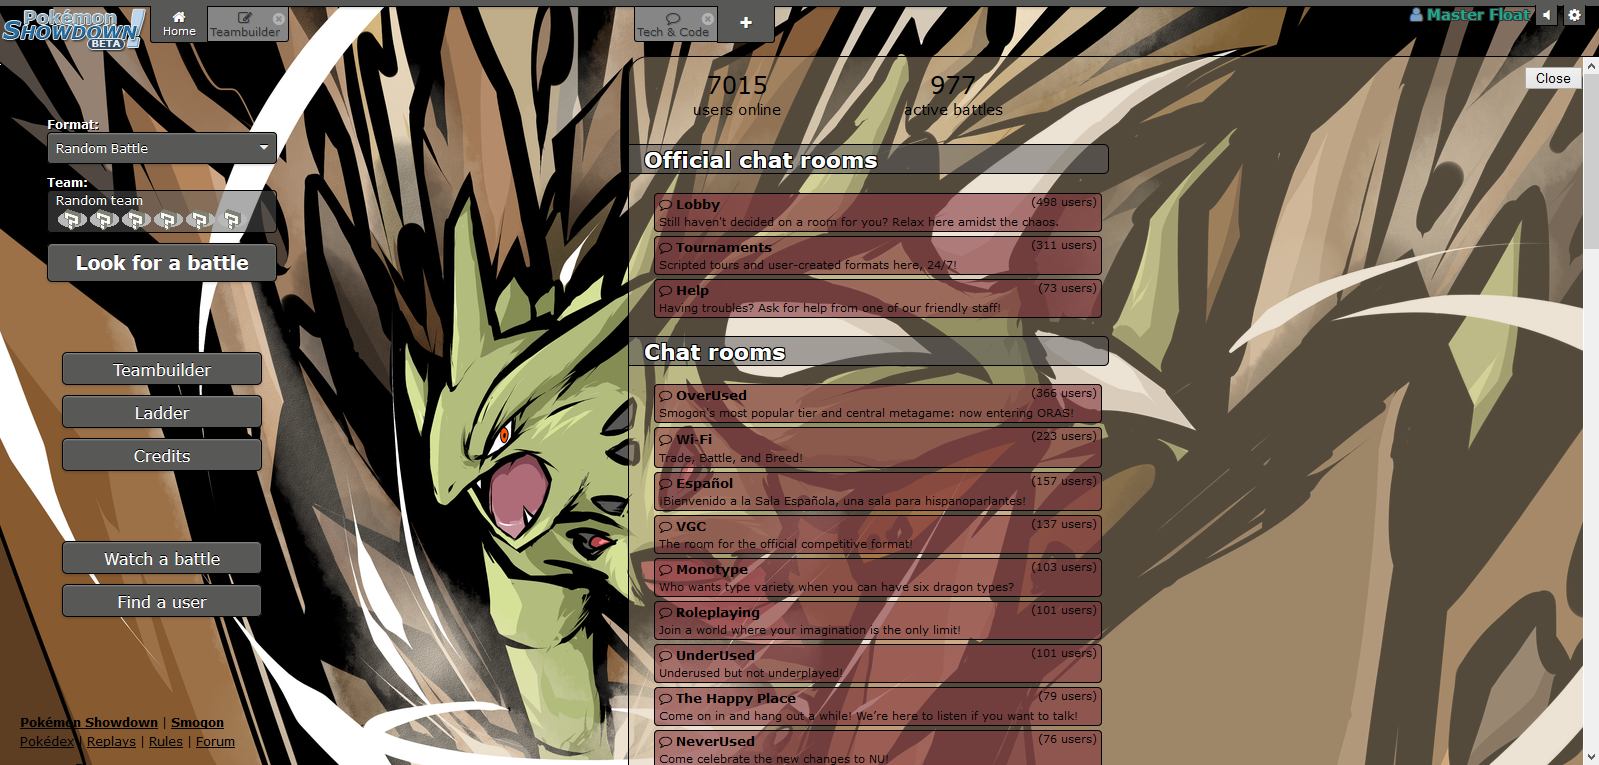 Pokémon
SHOWDOWN!
BETA
Home
Teambuilder
Tech & Code
Master Float
Close
Format:
Random Battle
Team:
Random team
Look for a battle
Teambuilder
Ladder
Credits
Watch a battle
Find a user
Pokémon Showdown | Smogon
Pokédex | Replays | Rules | Forum
7015
users online
977
active battles
Official chat rooms
Lobby (498 users)
Still haven't decided on a room for you? Relax here amidst the chaos.
Tournaments (311 users)
Scripted tours and user-created formats here, 24/7!
Help (73 users)
Having troubles? Ask for help from one of our friendly staff!
Chat rooms
OverUsed (366 users)
Smogon's most popular tier and central metagame: now entering ORAS!
Wi-Fi (223 users)
Trade, Battle, and Breed!
Español (157 users)
¡Bienvenido a la Sala Española, una sala para hispanoparlantes!
VGC (137 users)
The room for the official competitive format!
Monotype (103 users)
Who wants type variety when you can have six dragon types?
Roleplaying (101 users)
Join a world where your imagination is the only limit!
UnderUsed (101 users)
Underused but not underplayed!
The Happy Place (79 users)
Come on in and hang out a while! We're here to listen if you want to talk!
NeverUsed (76 users)
Come celebrate the new changes to NU!